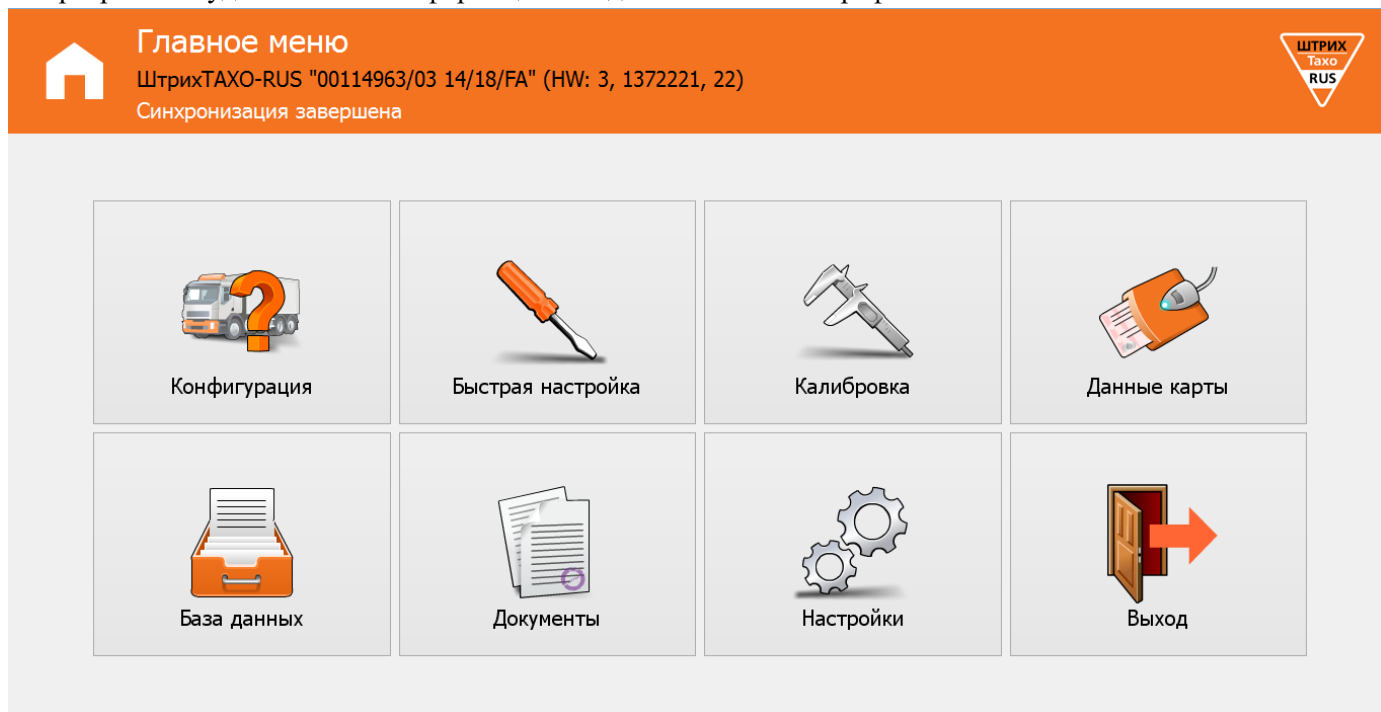 Главное меню
ШтрихТАХО-RUS "00114963/03 14/18/FA" (HW: 3, 1372221, 22)
Синхронизация завершена
ШТРИХ
Тахо
RUS
Конфигурация
Быстрая настройка
Калибровка
Данные карты
База данных
Документы
Настройки
Выход